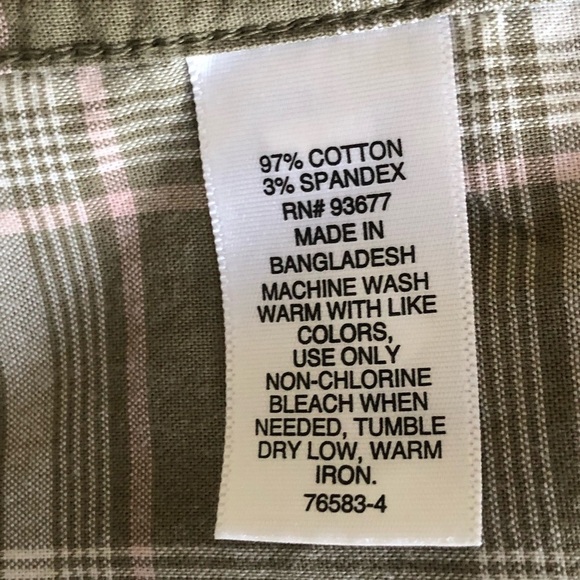 97% COTTON
3% SPANDEX
RN# 93677
MADE IN
BANGLADESH
MACHINE WASH
WARM WITH LIKE
COLORS,
USE ONLY
NON-CHLORINE
BLEACH WHEN
NEEDED, TUMBLE
DRY LOW, WARM
IRON.
76583-4